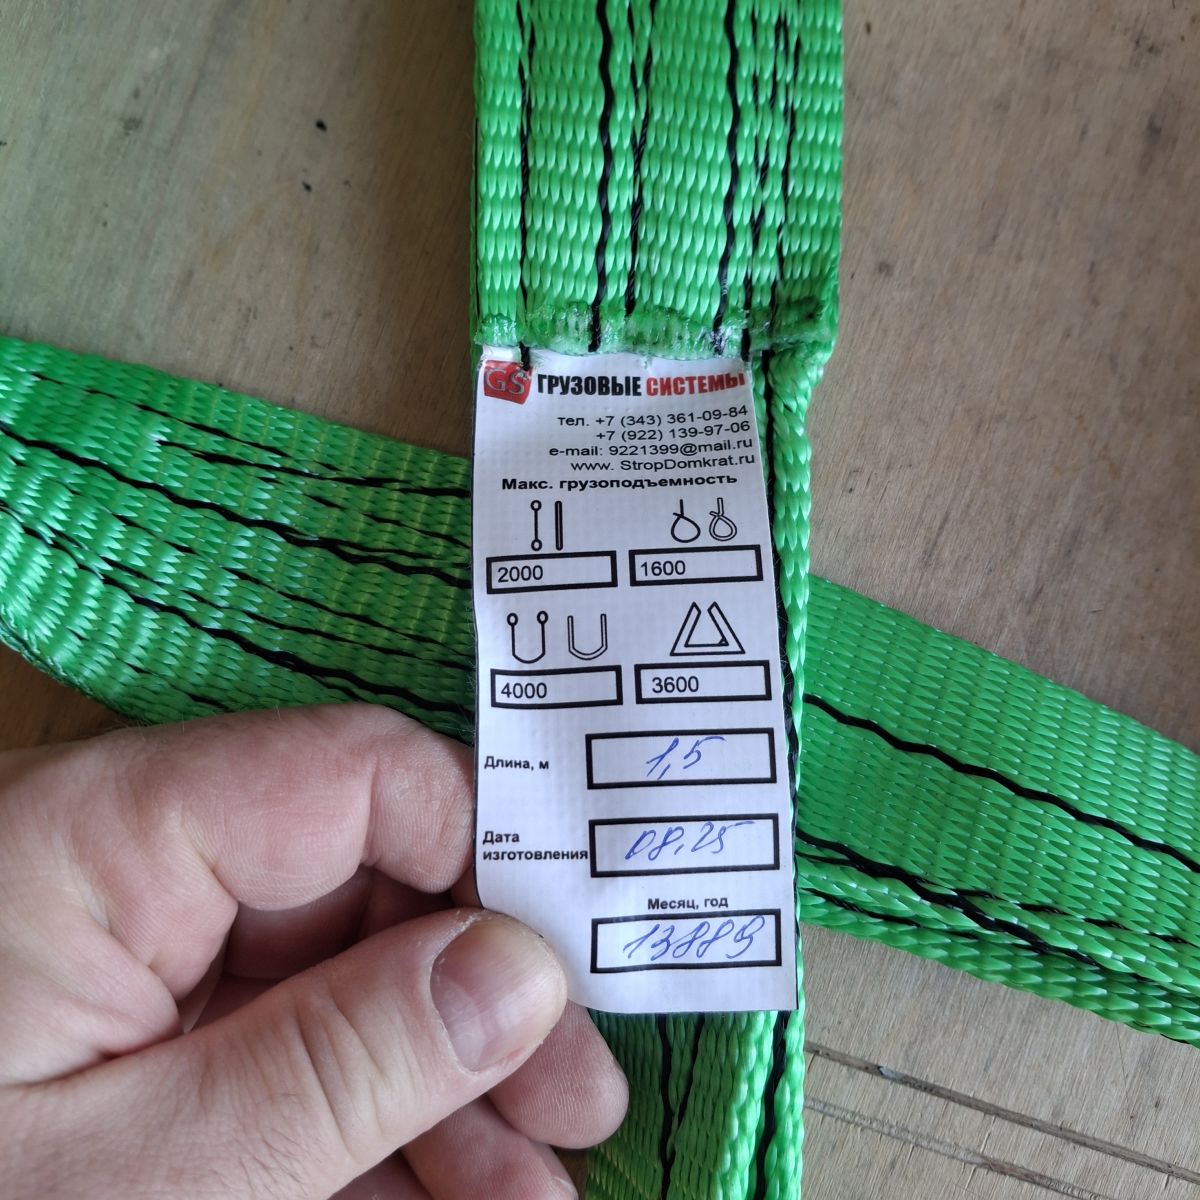 GS ГРУЗОВЫЕ СИСТЕМЫ
тел. +7 (343) 361-09-84
+7 (922) 139-97-06
e-mail: 9221399@mail.ru
www. StropDomkrat.ru
Макс. грузоподъемность
2000 1600
4000 3600
Длина, м 1,5
Дата
изготовления 08,25
Месяц, год
13889